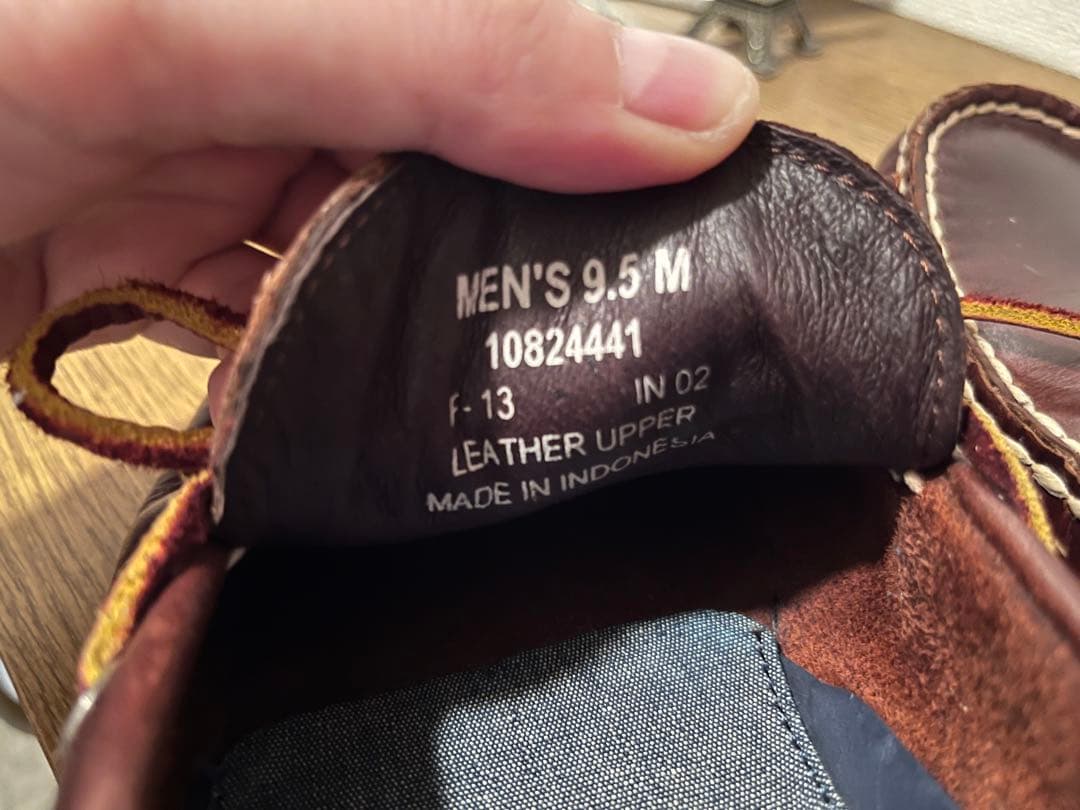 MEN'S 9.5 M
10824441
F-13 IN 02
LEATHER UPPER
MADE IN INDONESIA